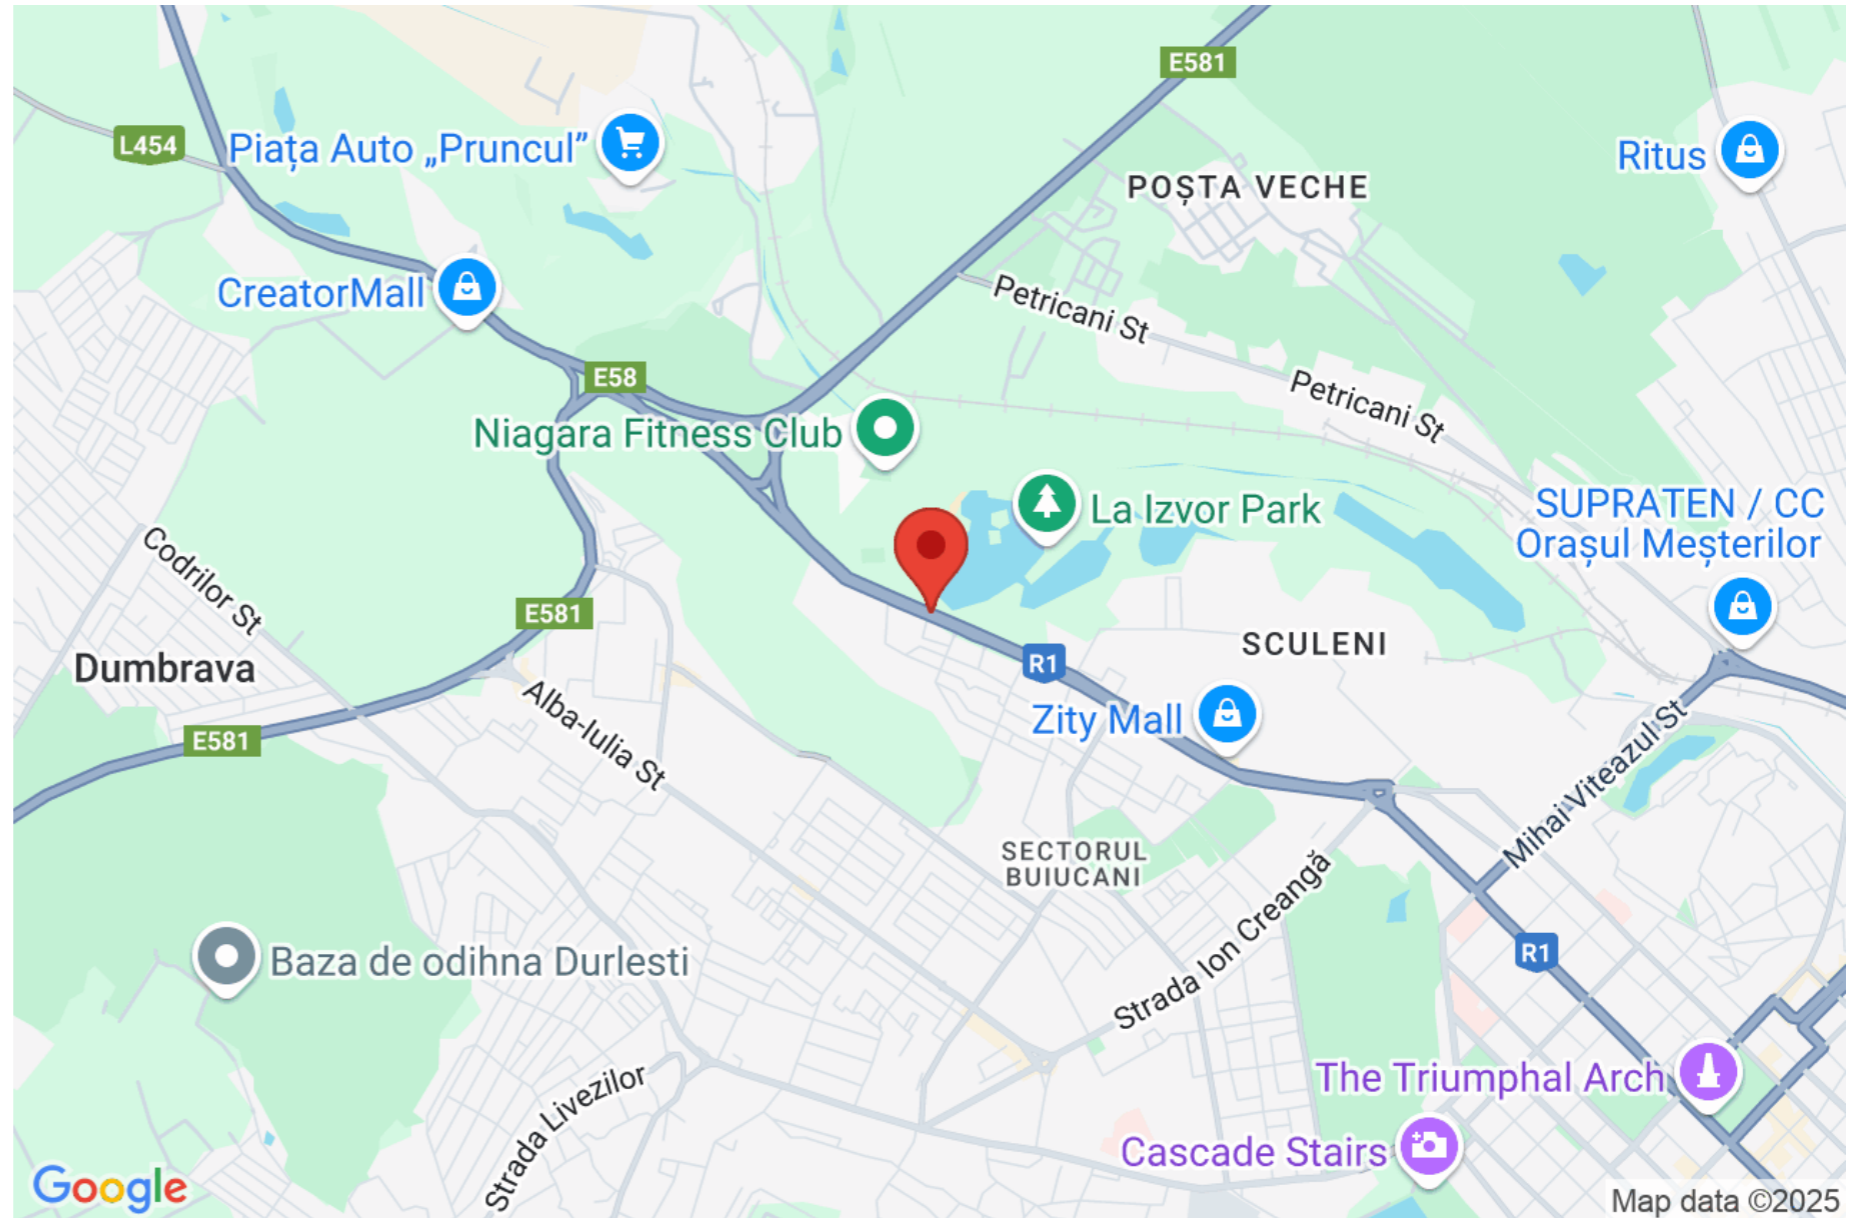 E581
L454
Piața Auto „Pruncul”
Ritus
POȘTA VECHE
CreatorMall
Petricani St
E58
Petricani St
Niagara Fitness Club
La Izvor Park
SUPRATEN / CC
Orașul Meșterilor
Codrilor St
E581
SCULENI
Dumbrava
R1
Alba-Iulia St
Zity Mall
E581
Mihai Viteazul St
SECTORUL
BUIUCANI
Strada Ion Creangă
Baza de odihna Durlesti
R1
The Triumphal Arch
Strada Livezilor
Cascade Stairs
Google
Map data ©2025